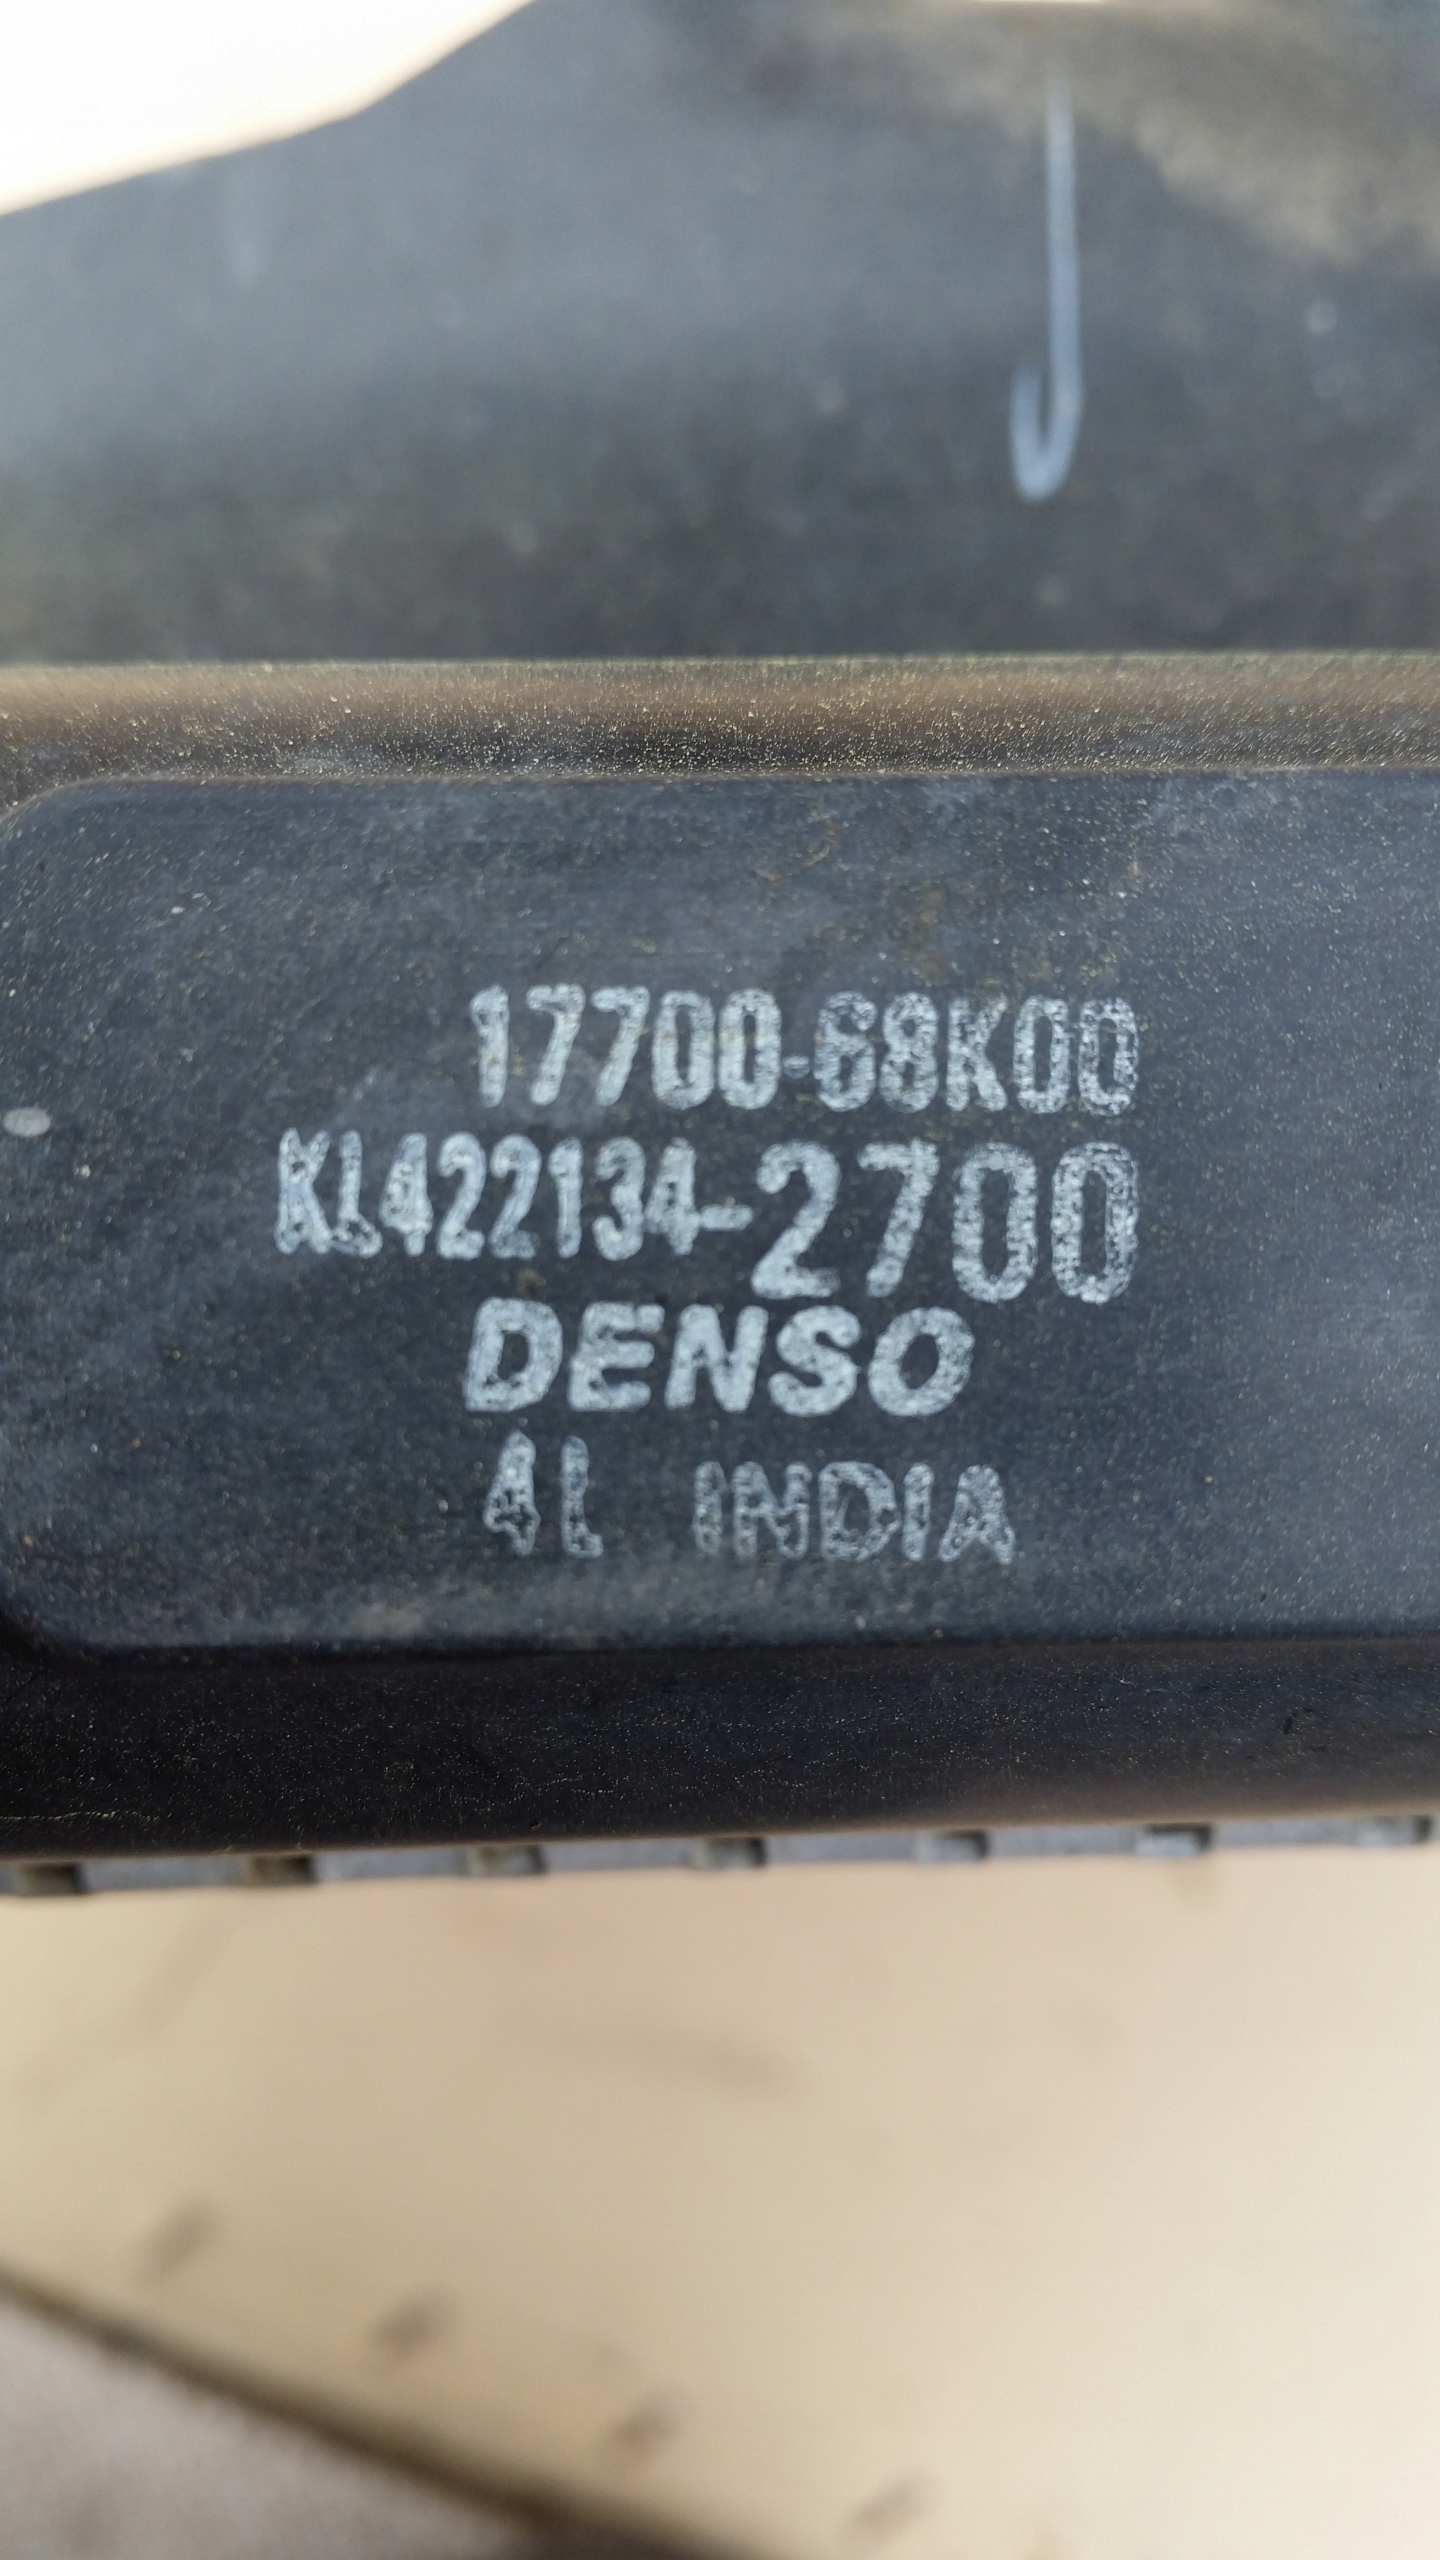 17700-68K00
KL422134-2700
DENSO
4L INDIA